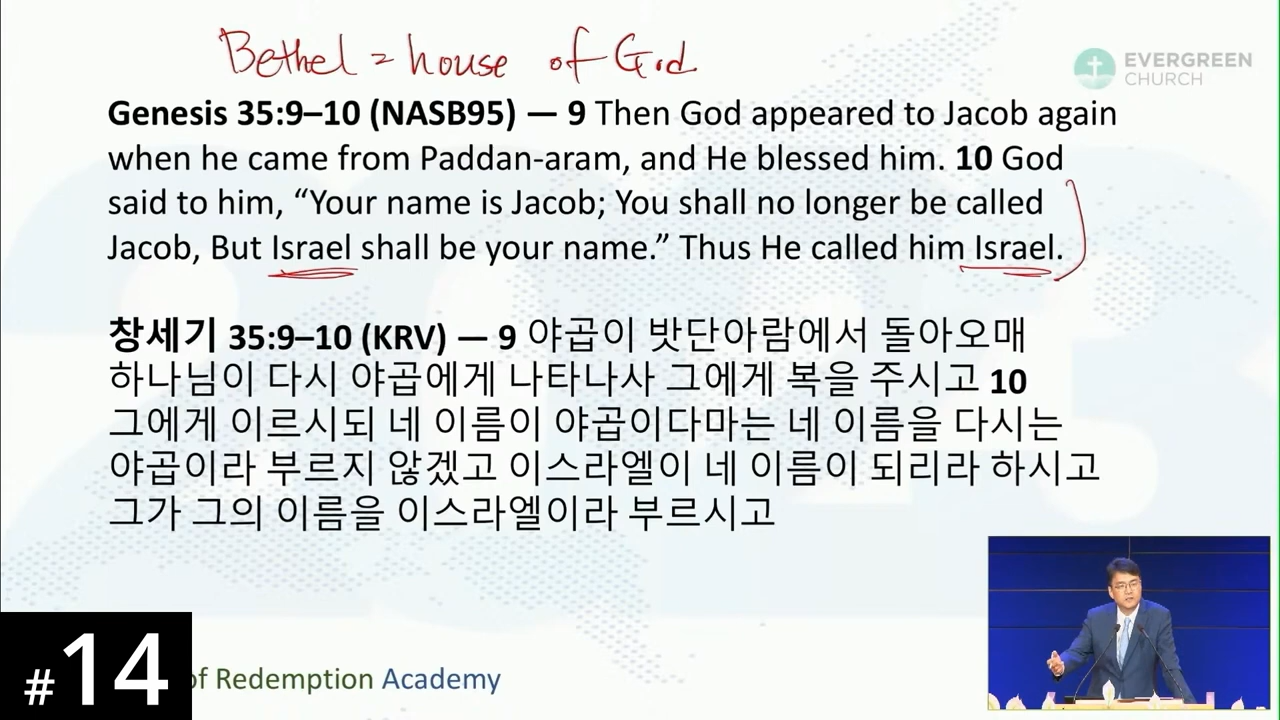 Bethel = house of God
EVERGREEN
CHURCH
Genesis 35:9–10 (NASB95) — 9 Then God appeared to Jacob again
when he came from Paddan-aram, and He blessed him. 10 God
said to him, “Your name is Jacob; You shall no longer be called
Jacob, But Israel shall be your name.” Thus He called him Israel.
창세기 35:9–10 (KRV) — 9 야곱이 밧단아람에서 돌아오매
하나님이 다시 야곱에게 나타나사 그에게 복을 주시고 10
그에게 이르시되 네 이름이 야곱이다마는 네 이름을 다시는
야곱이라 부르지 않겠고 이스라엘이 네 이름이 되리라 하시고
그가 그의 이름을 이스라엘이라 부르시고
#14
of Redemption Academy